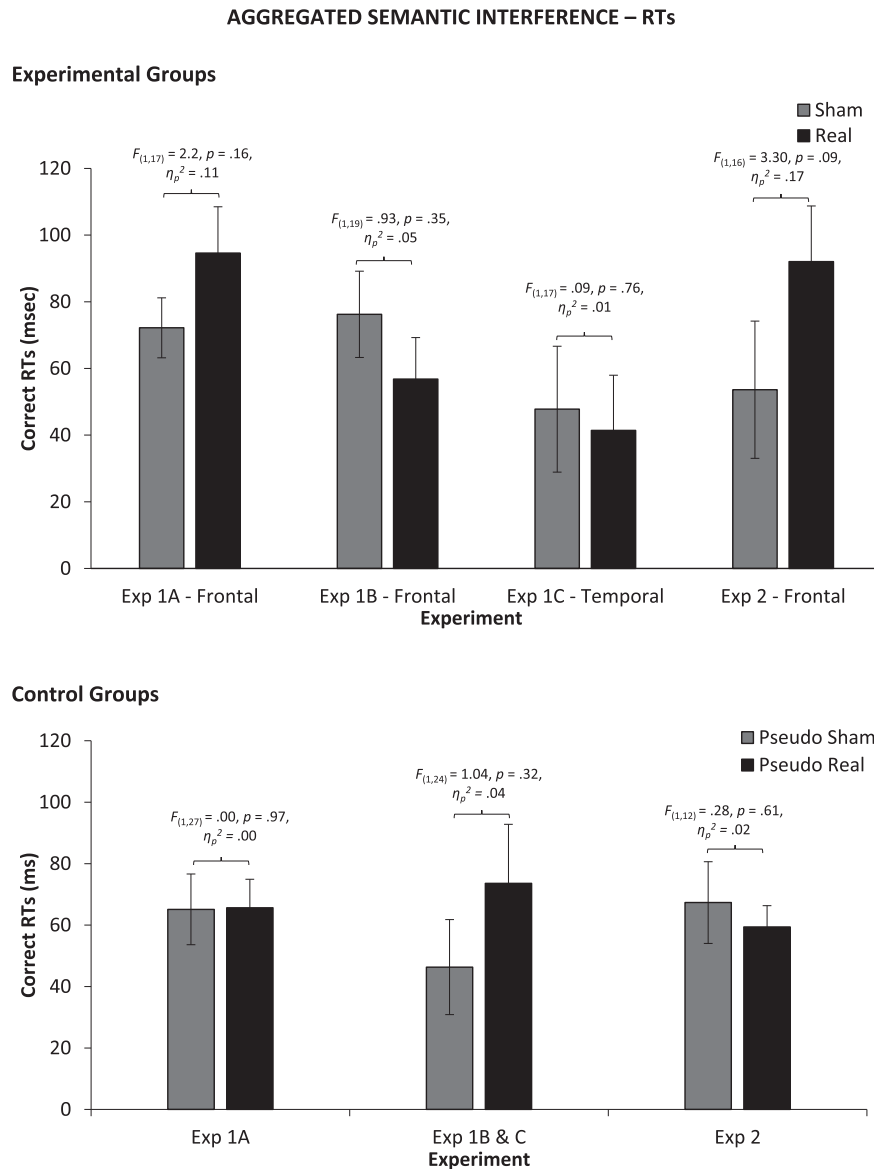 AGGREGATED SEMANTIC INTERFERENCE – RTs
Experimental Groups
Sham
Real
F(1,17) = 2.2, p = .16,
ηp² = .11
F(1,19) = .93, p = .35,
ηp² = .05
F(1,17) = .09, p = .76,
ηp² = .01
F(1,16) = 3.30, p = .09,
ηp² = .17
120
100
80
60
40
20
0
Correct RTs (msec)
Exp 1A - Frontal
Exp 1B - Frontal
Exp 1C - Temporal
Exp 2 - Frontal
Experiment
Control Groups
Pseudo Sham
Pseudo Real
F(1,27) = .00, p = .97,
ηp² = .00
F(1,24) = 1.04, p = .32,
ηp² = .04
F(1,12) = .28, p = .61,
ηp² = .02
120
100
80
60
40
20
0
Correct RTs (ms)
Exp 1A
Exp 1B & C
Exp 2
Experiment